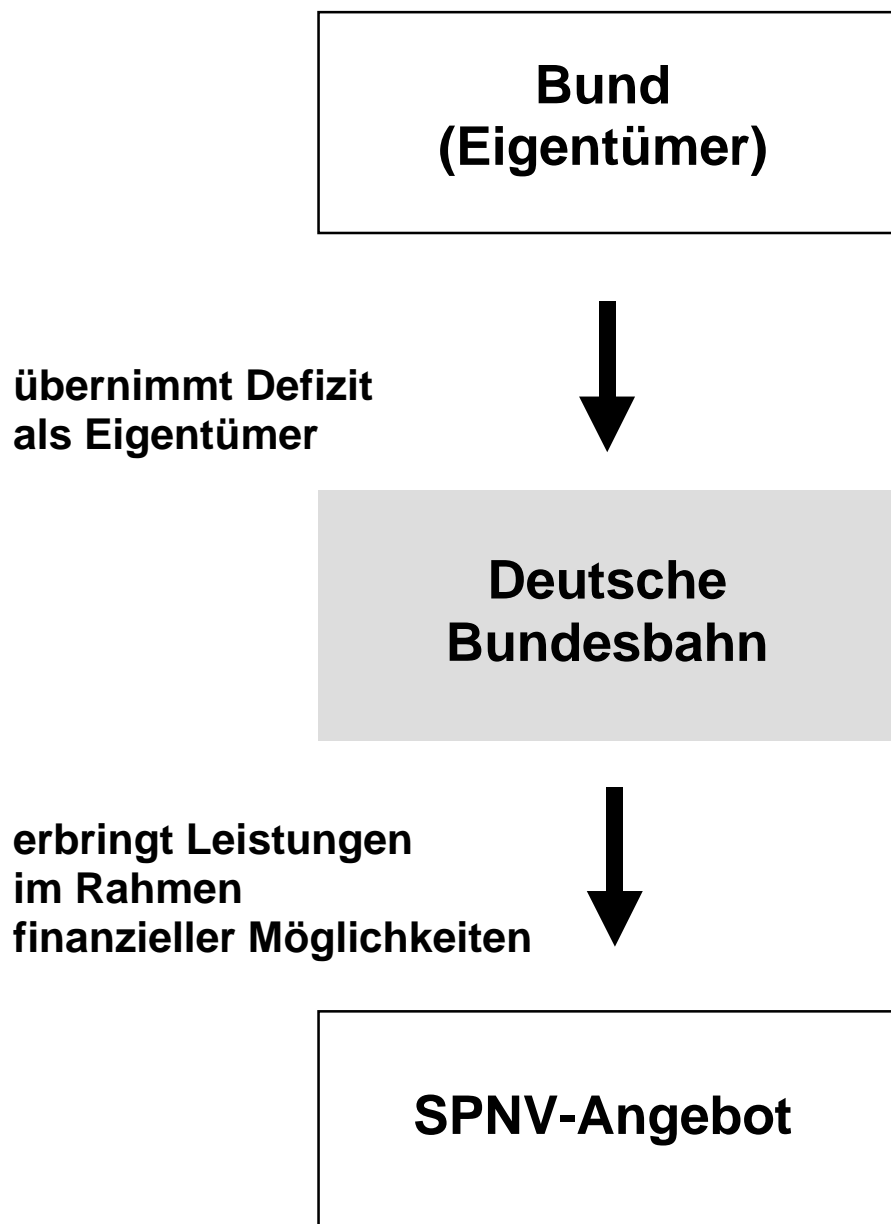 Bund
(Eigentümer)
übernimmt Defizit
als Eigentümer
Deutsche
Bundesbahn
erbringt Leistungen
im Rahmen
finanzieller Möglichkeiten
SPNV-Angebot